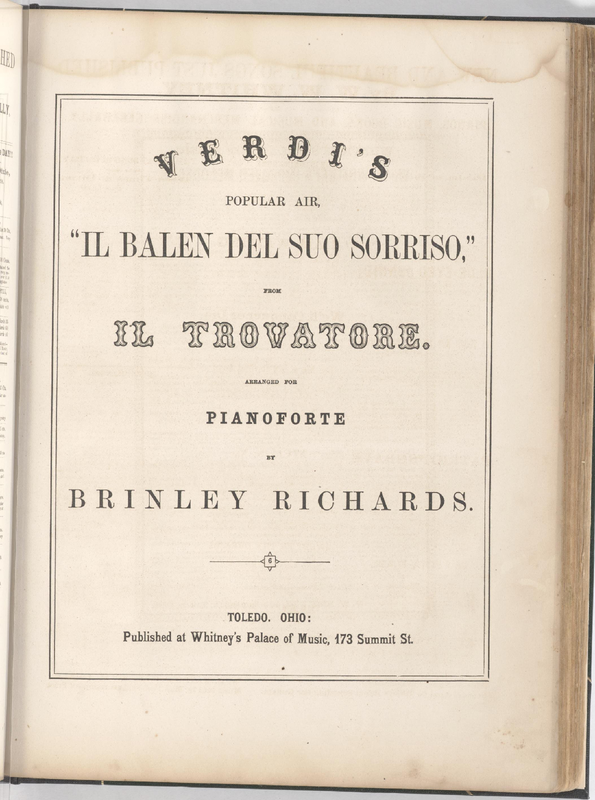 VERDI'S
POPULAR AIR,
"IL BALEN DEL SUO SORRISO,"
FROM
IL TROVATORE.
ARRANGED FOR
PIANOFORTE
BY
BRINLEY RICHARDS.
6
TOLEDO. OHIO:
Published at Whitney's Palace of Music, 173 Summit St.